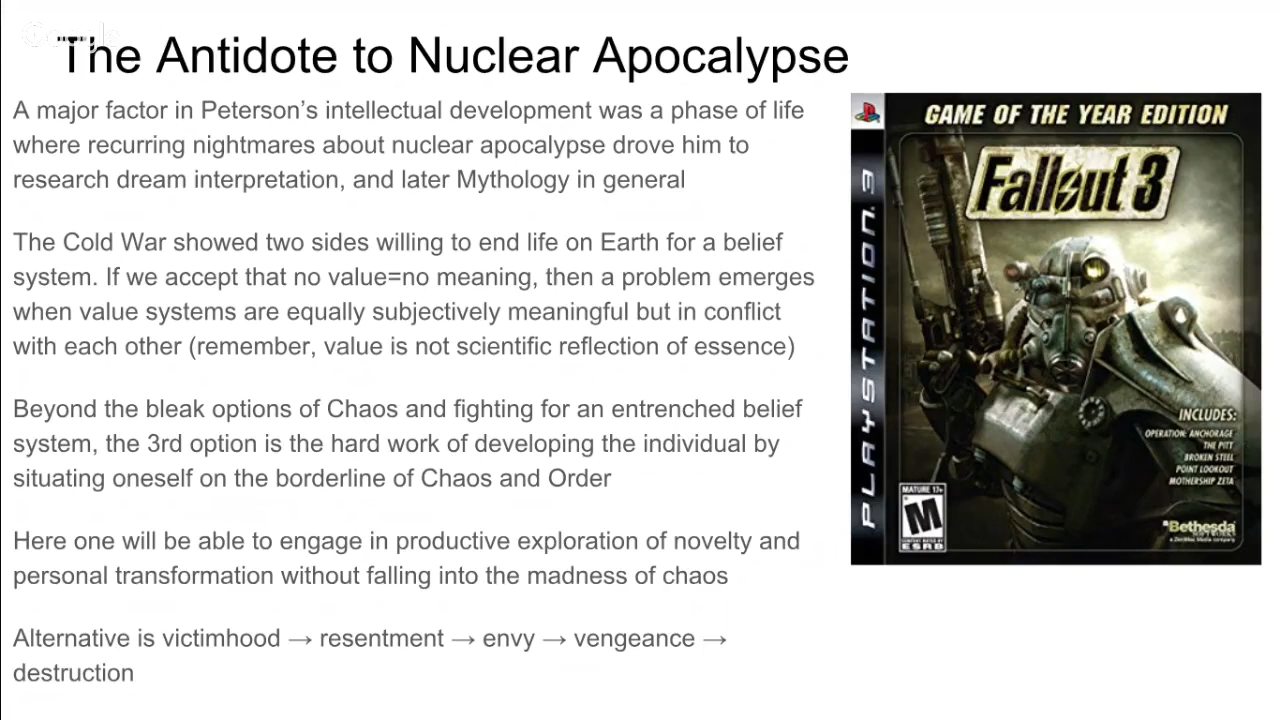 Google
The Antidote to Nuclear Apocalypse
A major factor in Peterson’s intellectual development was a phase of life
where recurring nightmares about nuclear apocalypse drove him to
research dream interpretation, and later Mythology in general
The Cold War showed two sides willing to end life on Earth for a belief
system. If we accept that no value=no meaning, then a problem emerges
when value systems are equally subjectively meaningful but in conflict
with each other (remember, value is not scientific reflection of essence)
Beyond the bleak options of Chaos and fighting for an entrenched belief
system, the 3rd option is the hard work of developing the individual by
situating oneself on the borderline of Chaos and Order
Here one will be able to engage in productive exploration of novelty and
personal transformation without falling into the madness of chaos
Alternative is victimhood → resentment → envy → vengeance →
destruction
GAME OF THE YEAR EDITION
Fallout 3
PLAYSTATION 3
INCLUDES:
OPERATION: ANCHORAGE
THE PITT
BROKEN STEEL
POINT LOOKOUT
MOTHERSHIP ZETA
MATURE 17+
M
CONTENT RATED BY
ESRB
Bethesda
SOFTWORKS
a ZeniMax Media company